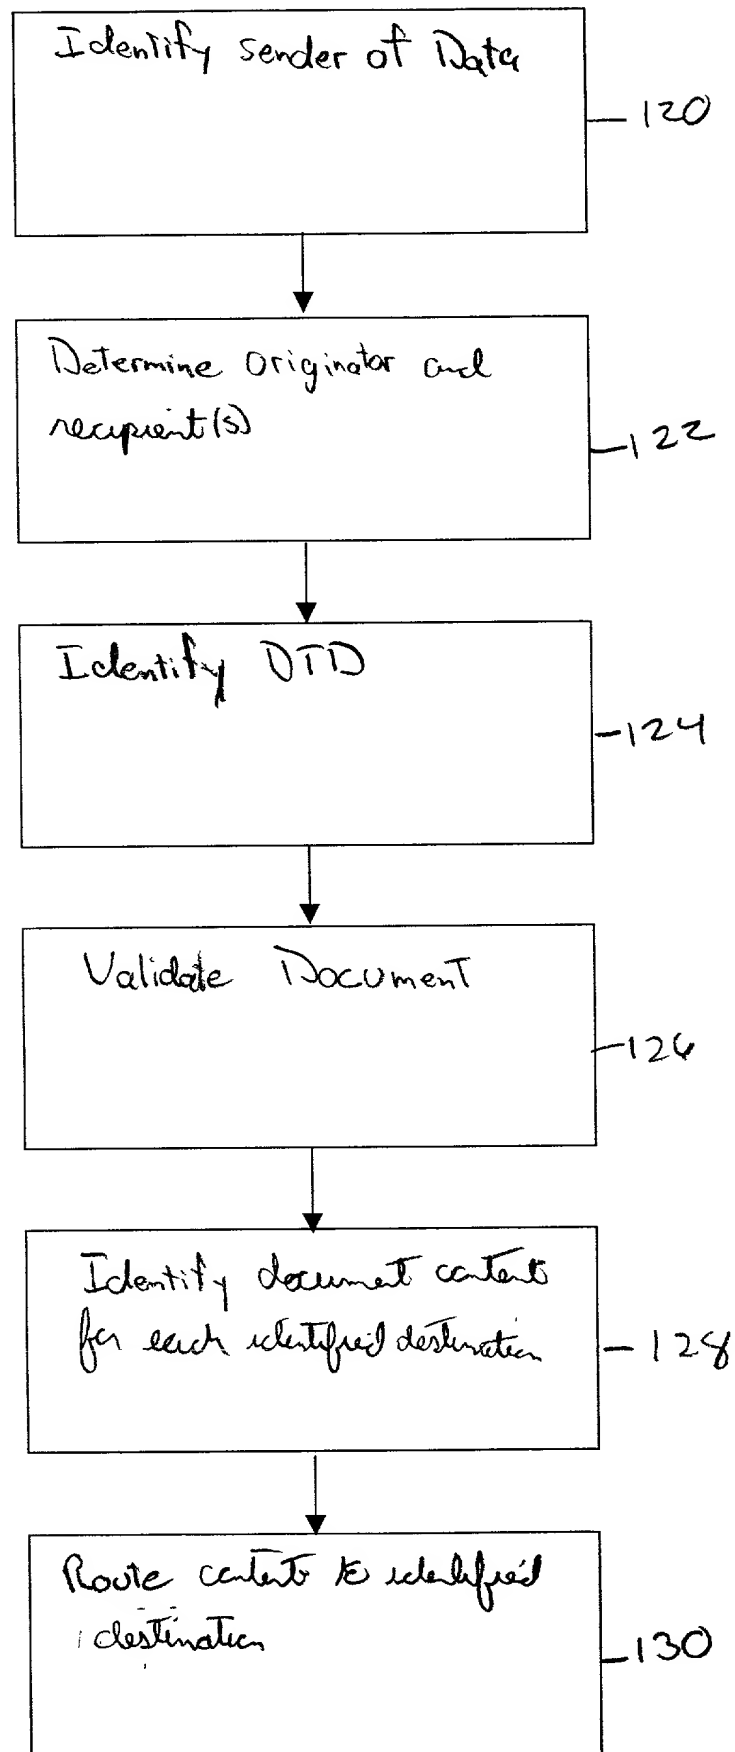 Identify sender of Data
120
Determine originator and
recipient(s)
122
Identify DTD
124
Validate Document
126
Identify document contents
for each identified destination
128
Route contents to identified
destination
130